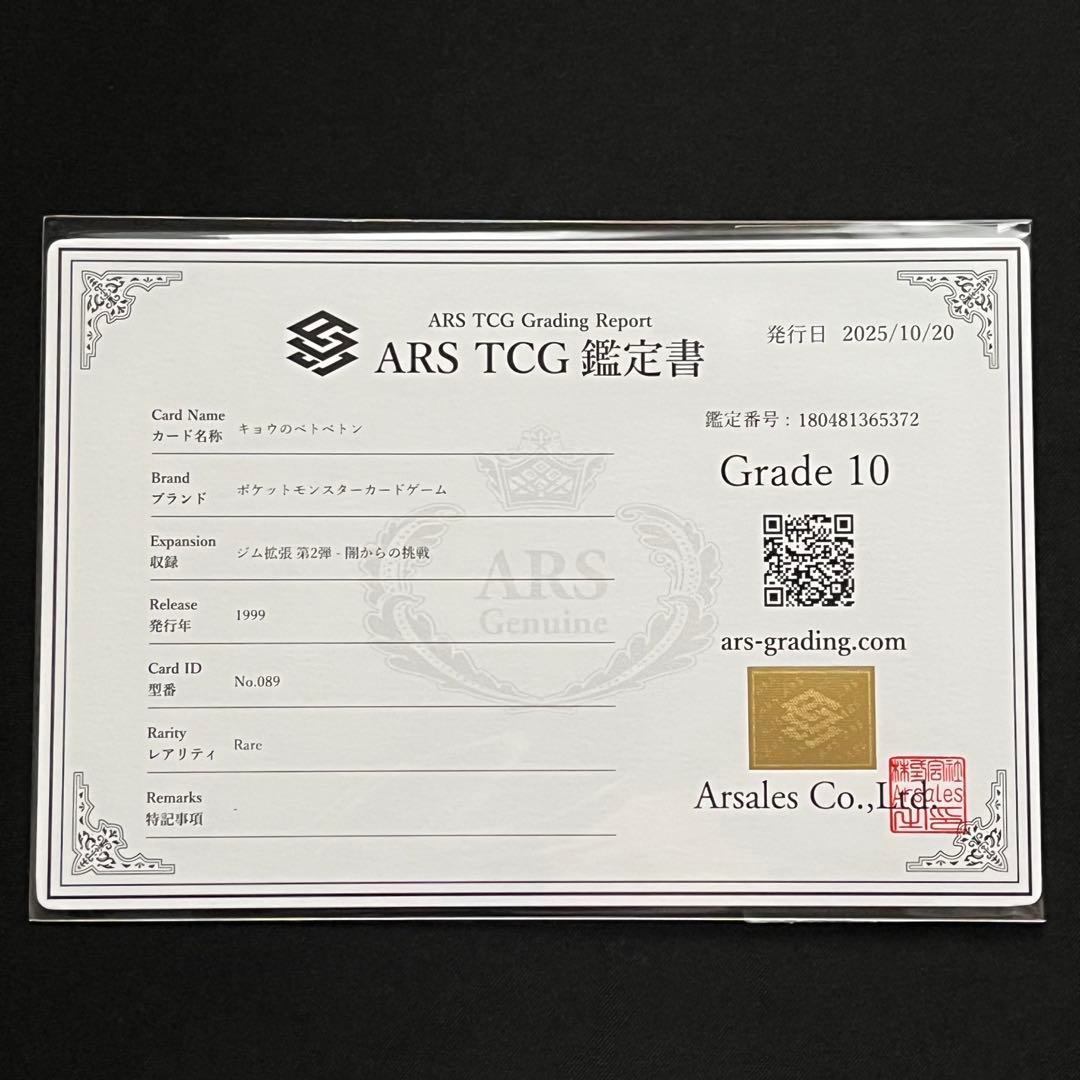 ARS TCG Grading Report
ARS TCG 鑑定書
発行日 2025/10/20
鑑定番号 : 180481365372
Grade 10
Card Name
カード名称
キョウのベトベトン
Brand
ブランド
ポケットモンスターカードゲーム
Expansion
収録
ジム拡張 第2弾 - 闇からの挑戦
Release
発行年
1999
Card ID
型番
No.089
Rarity
レアリティ
Rare
Remarks
特記事項
-
ARS
Genuine
ars-grading.com
Arsales Co.,Ltd.
株式会社
Arsales